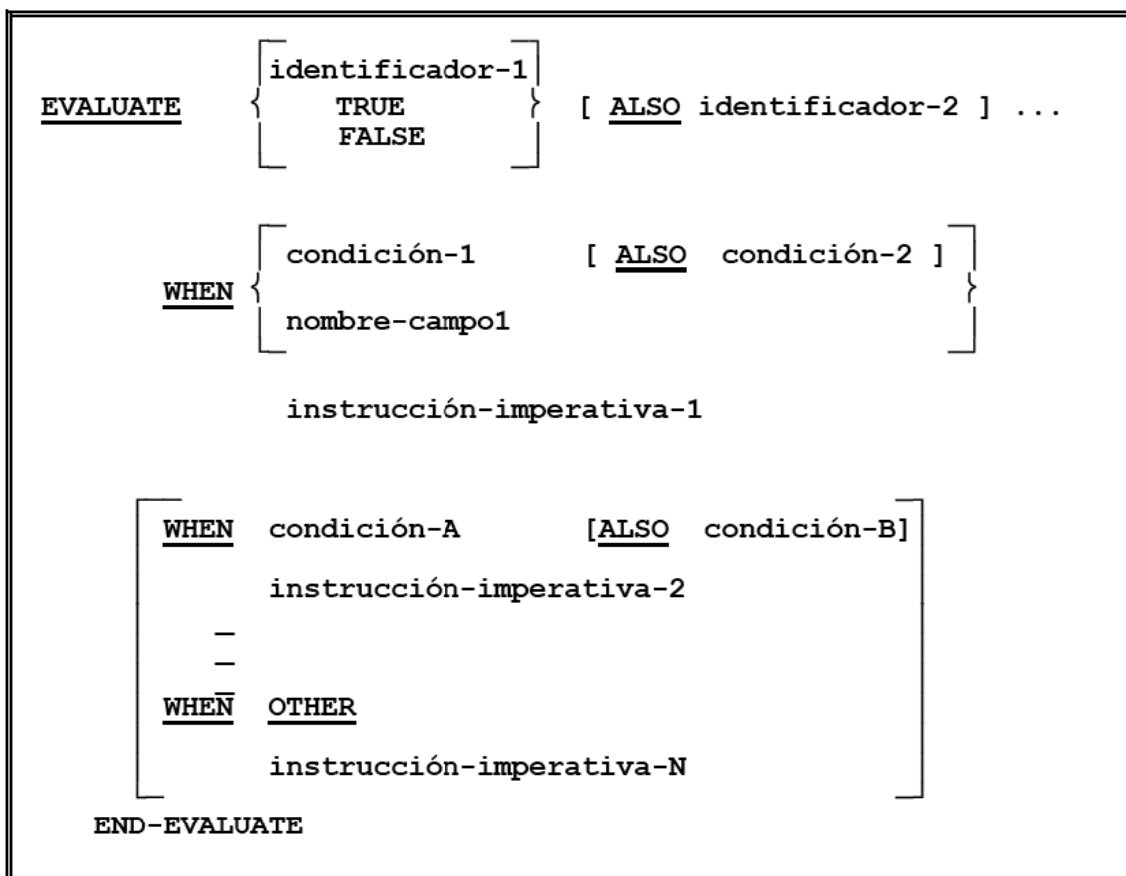 identificador-1
EVALUATE { TRUE } [ ALSO identificador-2 ] ...
FALSE
condición-1 [ ALSO condición-2 ]
WHEN { }
nombre-campo1
instrucción-imperativa-1
WHEN condición-A [ALSO condición-B]
instrucción-imperativa-2
_
_
_
WHEN OTHER
instrucción-imperativa-N
END-EVALUATE